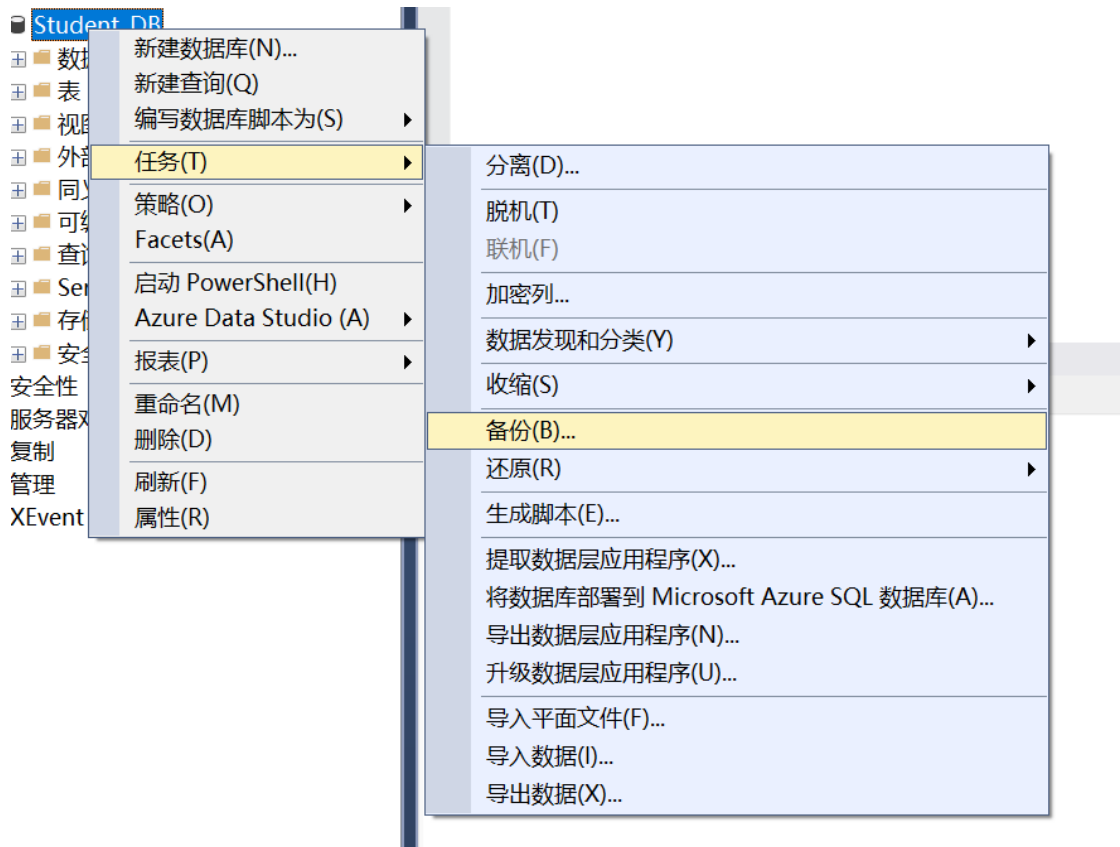 Student_DB
表
安全性
复制
管理
XEvent
新建数据库(N)...
新建查询(Q)
编写数据库脚本为(S)
任务(T)
策略(O)
Facets(A)
启动 PowerShell(H)
Azure Data Studio (A)
报表(P)
重命名(M)
删除(D)
刷新(F)
属性(R)
分离(D)...
脱机(T)
联机(F)
加密列...
数据发现和分类(Y)
收缩(S)
备份(B)...
还原(R)
生成脚本(E)...
提取数据层应用程序(X)...
将数据库部署到 Microsoft Azure SQL 数据库(A)...
导出数据层应用程序(N)...
升级数据层应用程序(U)...
导入平面文件(F)...
导入数据(I)...
导出数据(X)...